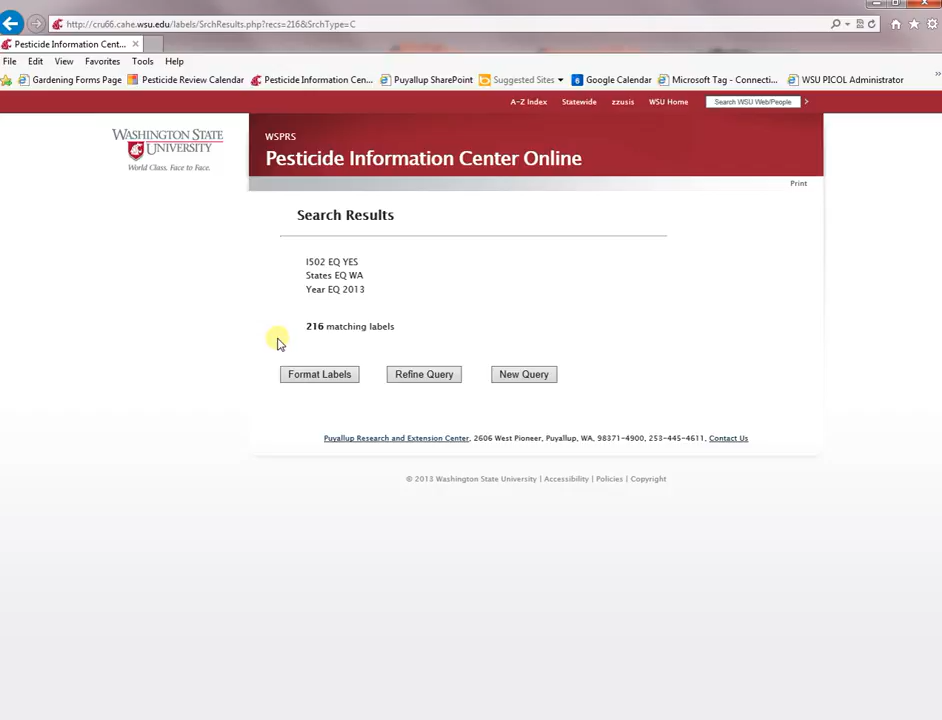 http://cru66.cahe.wsu.edu/labels/SrchResults.php?recs=216&SrchType=C
Pesticide Information Cent... ×
File Edit View Favorites Tools Help
Gardening Forms Page Pesticide Review Calendar Pesticide Information Cen... Puyallup SharePoint Suggested Sites Google Calendar Microsoft Tag - Connecti... WSU PICOL Administrator
A-Z Index Statewide zzusis WSU Home Search WSU Web/People
WASHINGTON STATE
UNIVERSITY
World Class. Face to Face.
WSPRS
Pesticide Information Center Online
Print
Search Results
I502 EQ YES
States EQ WA
Year EQ 2013
216 matching labels
Format Labels Refine Query New Query
Puyallup Research and Extension Center, 2606 West Pioneer, Puyallup, WA, 98371-4900, 253-445-4611, Contact Us
© 2013 Washington State University | Accessibility | Policies | Copyright